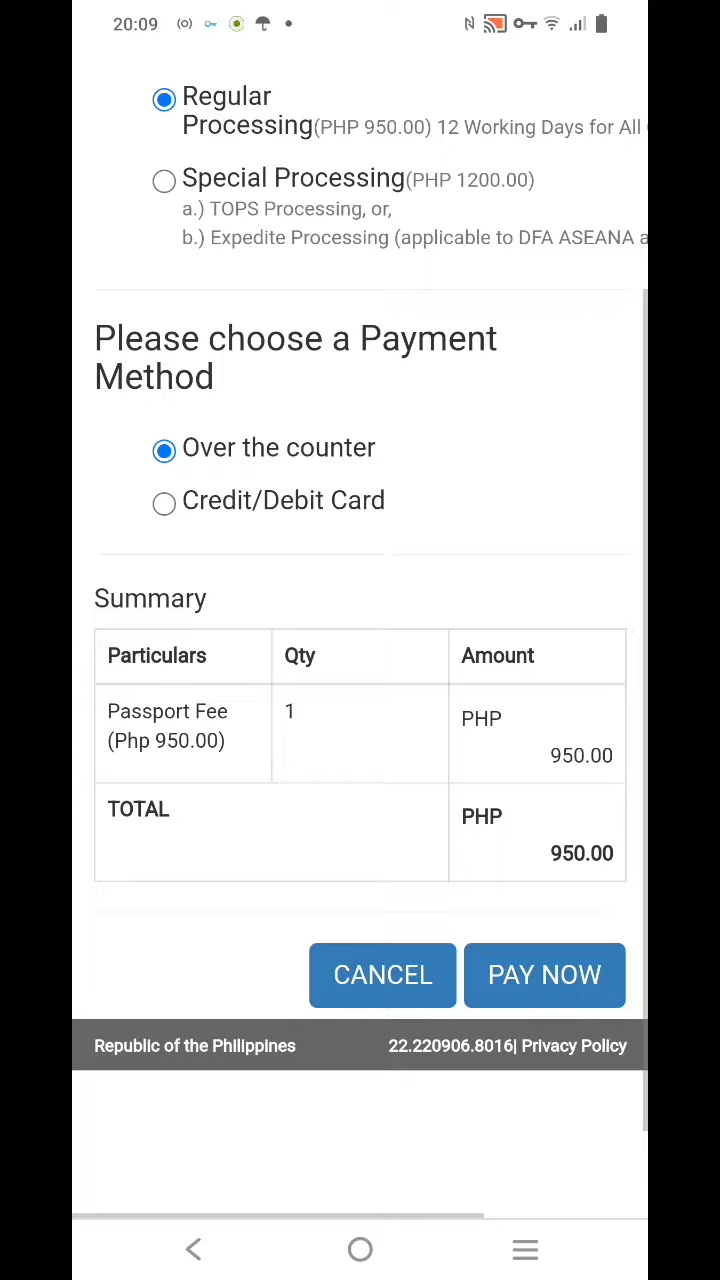 20:09
Regular
Processing(PHP 950.00) 12 Working Days for All
Special Processing(PHP 1200.00)
a.) TOPS Processing, or,
b.) Expedite Processing (applicable to DFA ASEANA a
Please choose a Payment
Method
Over the counter
Credit/Debit Card
Summary
Particulars Qty Amount
Passport Fee 1 PHP
(Php 950.00) 950.00
TOTAL PHP
950.00
CANCEL PAY NOW
Republic of the Philippines 22.220906.8016| Privacy Policy